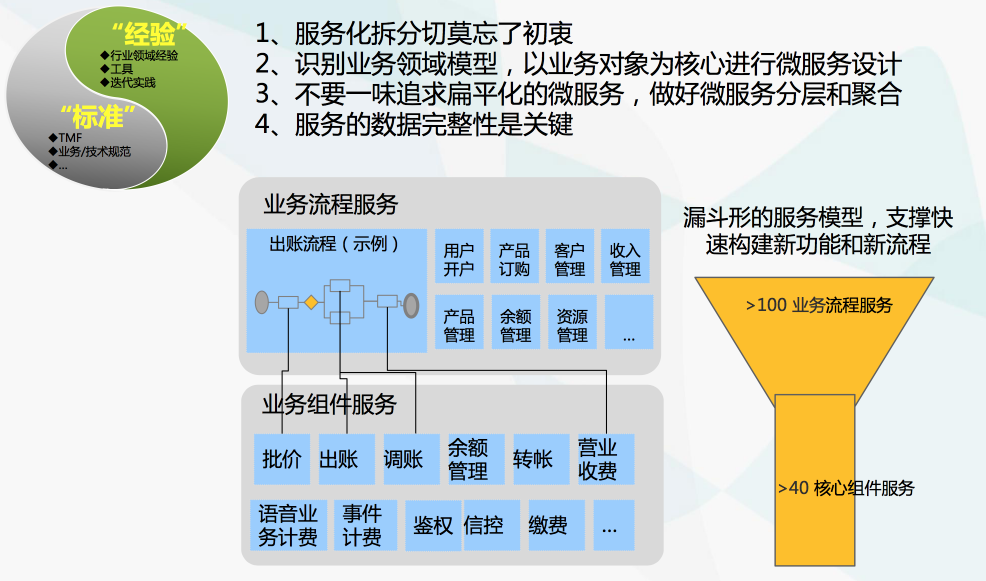 “经验”
◆行业领域经验
◆工具
◆迭代实践
“标准”
◆TMF
◆业务/技术规范
◆...
1、服务化拆分切莫忘了初衷
2、识别业务领域模型，以业务对象为核心进行微服务设计
3、不要一味追求扁平化的微服务，做好微服务分层和聚合
4、服务的数据完整性是关键
业务流程服务
出账流程（示例）
用户
开户
产品
订购
客户
管理
收入
管理
产品
管理
余额
管理
资源
管理
...
业务组件服务
批价
出账
调账
余额
管理
转帐
营业
收费
语音业
务计费
事件
计费
鉴权
信控
缴费
...
漏斗形的服务模型，支撑快
速构建新功能和新流程
>100 业务流程服务
>40 核心组件服务